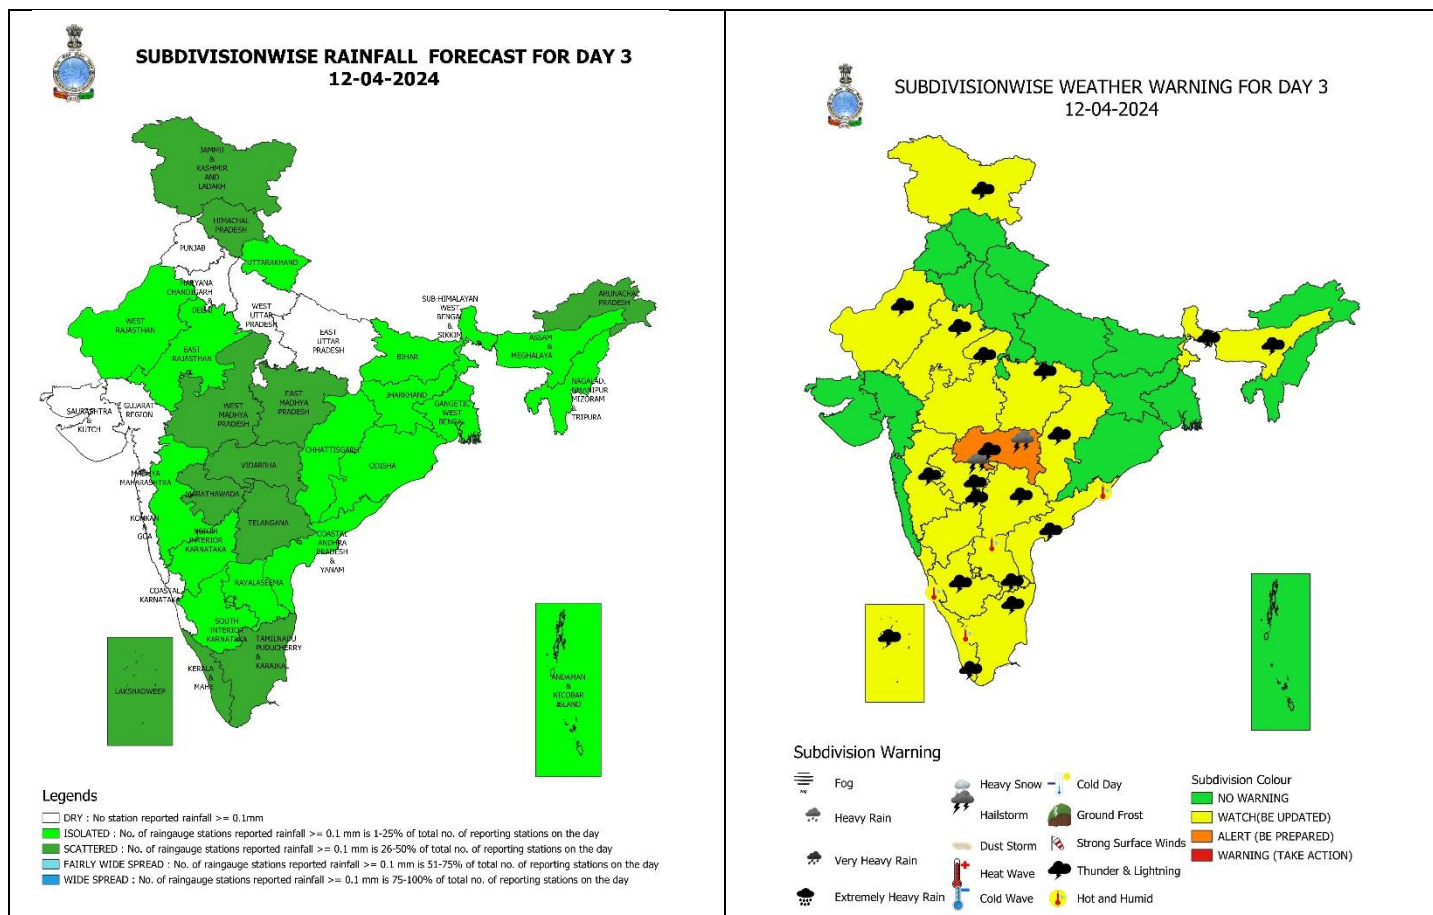 SUBDIVISIONWISE RAINFALL FORECAST FOR DAY 3
12-04-2024
JAMMU
&
KASHMIR
AND
LADAKH
HIMACHAL
PRADESH
PUNJAB
UTTARAKHAND
HARYANA
CHANDIGARH
&
DELHI
WEST
UTTAR
PRADESH
EAST
UTTAR
PRADESH
WEST
RAJASTHAN
EAST
RAJASTHAN
SUB-HIMALAYAN
WEST
BENGAL
&
SIKKIM
ARUNACHAL
PRADESH
ASSAM
&
MEGHALAYA
NAGALAD,
MANIPUR
MIZORAM
&
TRIPURA
BIHAR
JHARKHAND
GANGETIC
WEST
BENGAL
SAURASHTRA
&
KUTCH
GUJARAT
REGION
WEST
MADHYA
PRADESH
EAST
MADHYA
PRADESH
CHHATTISGARH
ODISHA
VIDARBHA
MADHYA
MAHARASHTRA
MARATHAWADA
KONKAN
&
GOA
TELANGANA
NORTH
INTERIOR
KARNATAKA
COASTAL
ANDHRA
PRADESH
&
YANAM
RAYALASEEMA
COASTAL
KARNATAKA
SOUTH
INTERIOR
KARNATAKA
TAMILNADU
PUDUCHERRY
&
KARAIKAL
KERALA
&
MAHE
LAKSHADWEEP
ANDAMAN
&
NICOBAR
ISLAND
Legends
DRY : No station reported rainfall >= 0.1mm
ISOLATED : No. of raingauge stations reported rainfall >= 0.1 mm is 1-25% of total no. of reporting stations on the day
SCATTERED : No. of raingauge stations reported rainfall >= 0.1 mm is 26-50% of total no. of reporting stations on the day
FAIRLY WIDE SPREAD : No. of raingauge stations reported rainfall >= 0.1 mm is 51-75% of total no. of reporting stations on the day
WIDE SPREAD : No. of raingauge stations reported rainfall >= 0.1 mm is 75-100% of total no. of reporting stations on the day
SUBDIVISIONWISE WEATHER WARNING FOR DAY 3
12-04-2024
Subdivision Warning
Fog
Heavy Rain
Very Heavy Rain
Extremely Heavy Rain
Heavy Snow
Hailstorm
Dust Storm
Heat Wave
Cold Wave
Cold Day
Ground Frost
Strong Surface Winds
Thunder & Lightning
Hot and Humid
Subdivision Colour
NO WARNING
WATCH(BE UPDATED)
ALERT (BE PREPARED)
WARNING (TAKE ACTION)